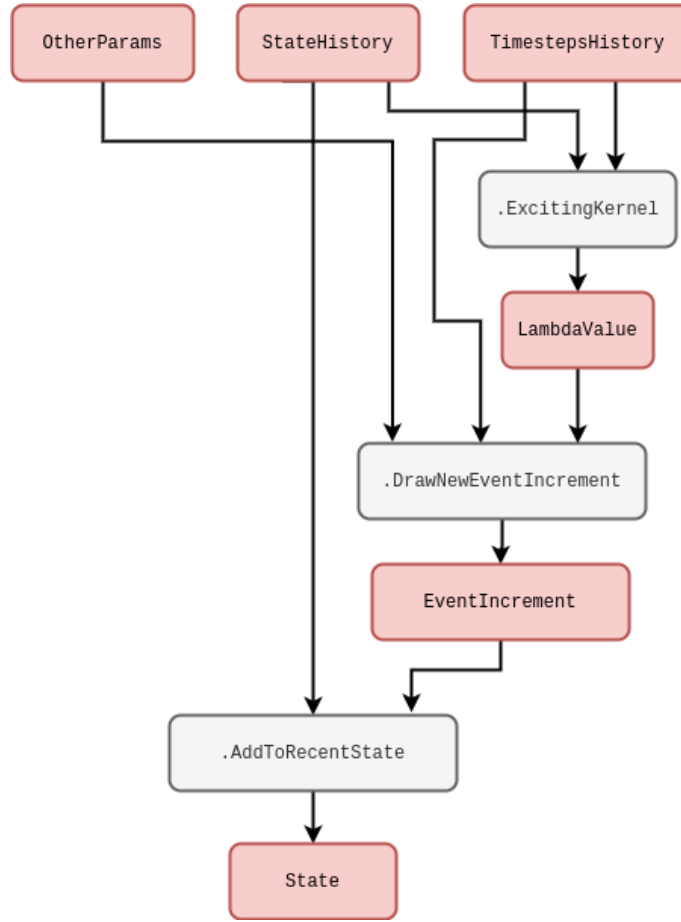 OtherParams
StateHistory
TimestepsHistory
.ExcitingKernel
LambdaValue
.DrawNewEventIncrement
EventIncrement
.AddToRecentState
State